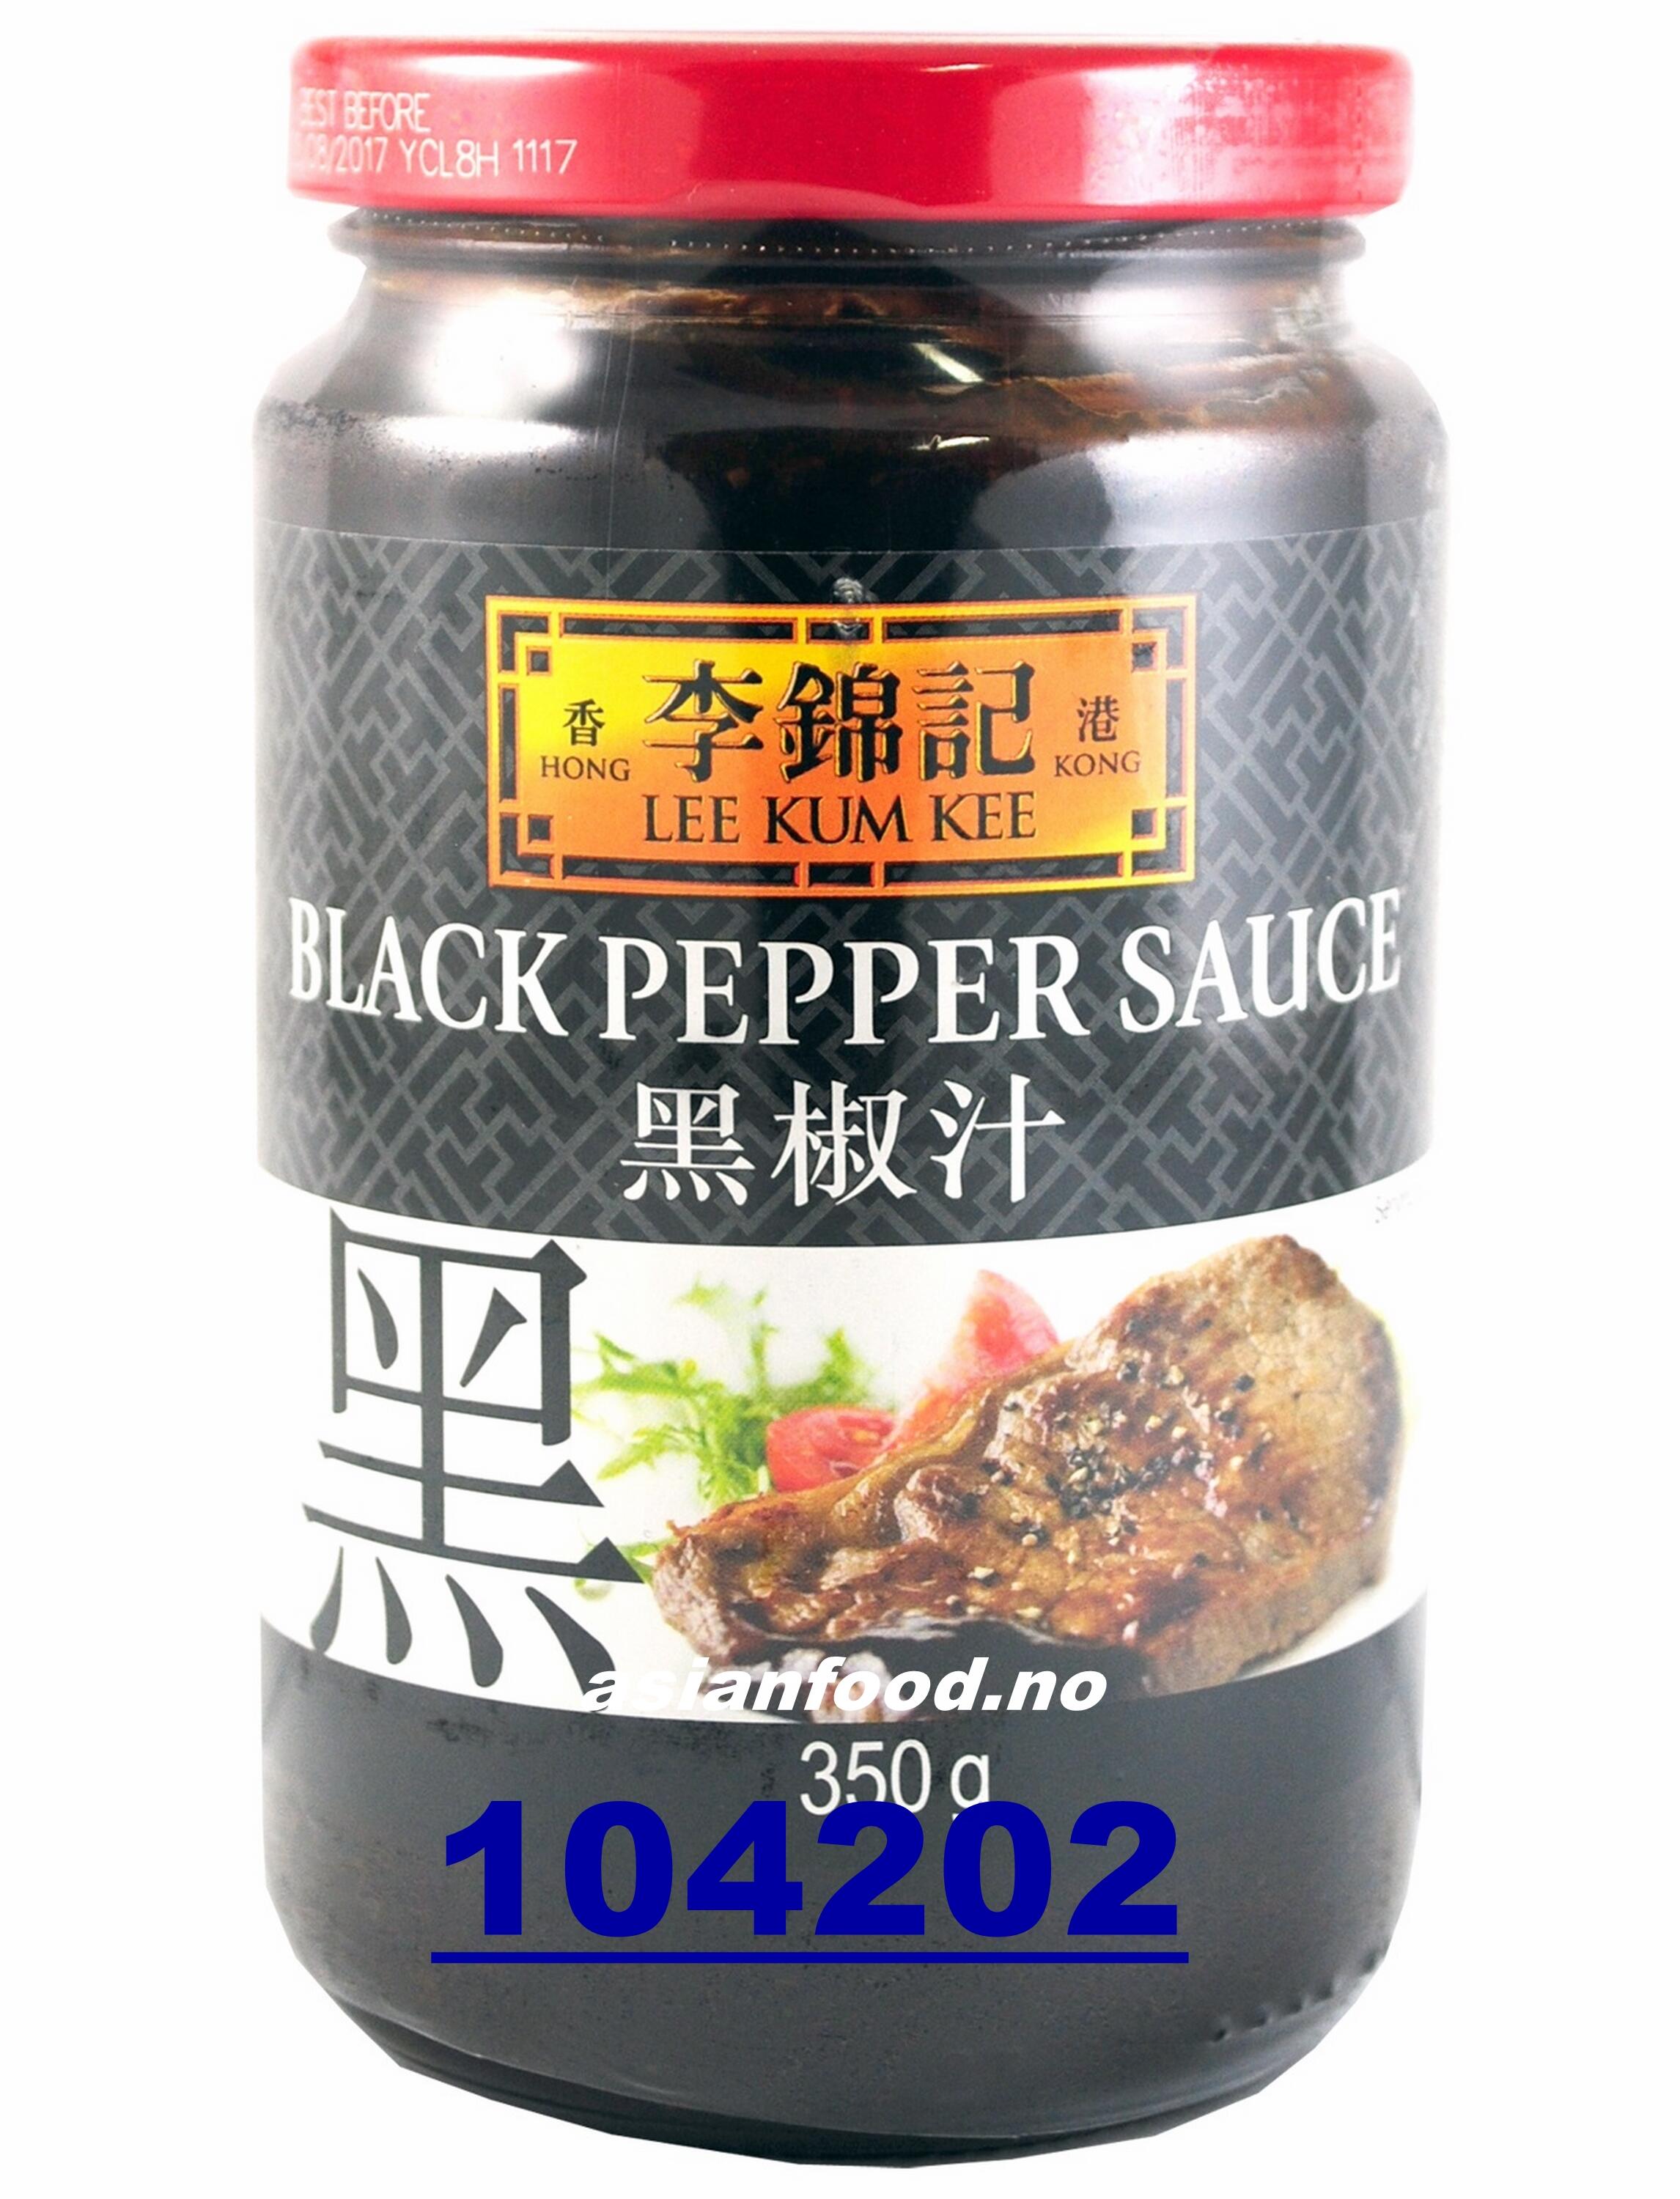 BEST BEFORE
/08/2017 YCL8H 1117
香 李錦記 港
HONG KONG
LEE KUM KEE
BLACK PEPPER SAUCE
黑椒汁
黑
asianfood.no
350 g
104202